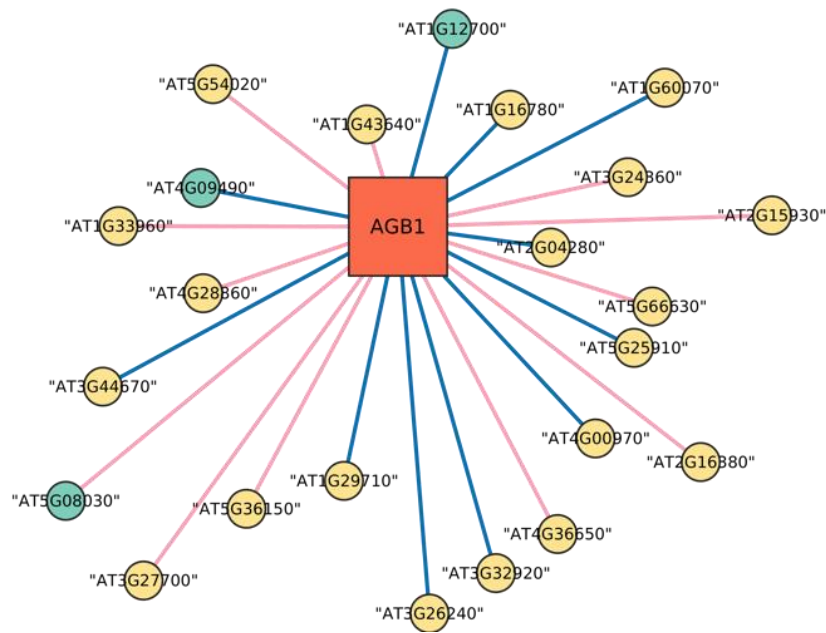 "AT1G12700"
"AT5G54020"
"AT1G60070"
"AT1G16780"
"AT1G43640"
"AT3G24360"
"AT4G09490"
"AT2G15930"
"AT1G33960"
AGB1
"AT2G04280"
"AT4G28860"
"AT5G66630"
"AT5G25910"
"AT3G44670"
"AT4G00970"
"AT2G16380"
"AT1G29710"
"AT5G08030"
"AT5G36150"
"AT4G36650"
"AT3G32920"
"AT3G27700"
"AT3G26240"